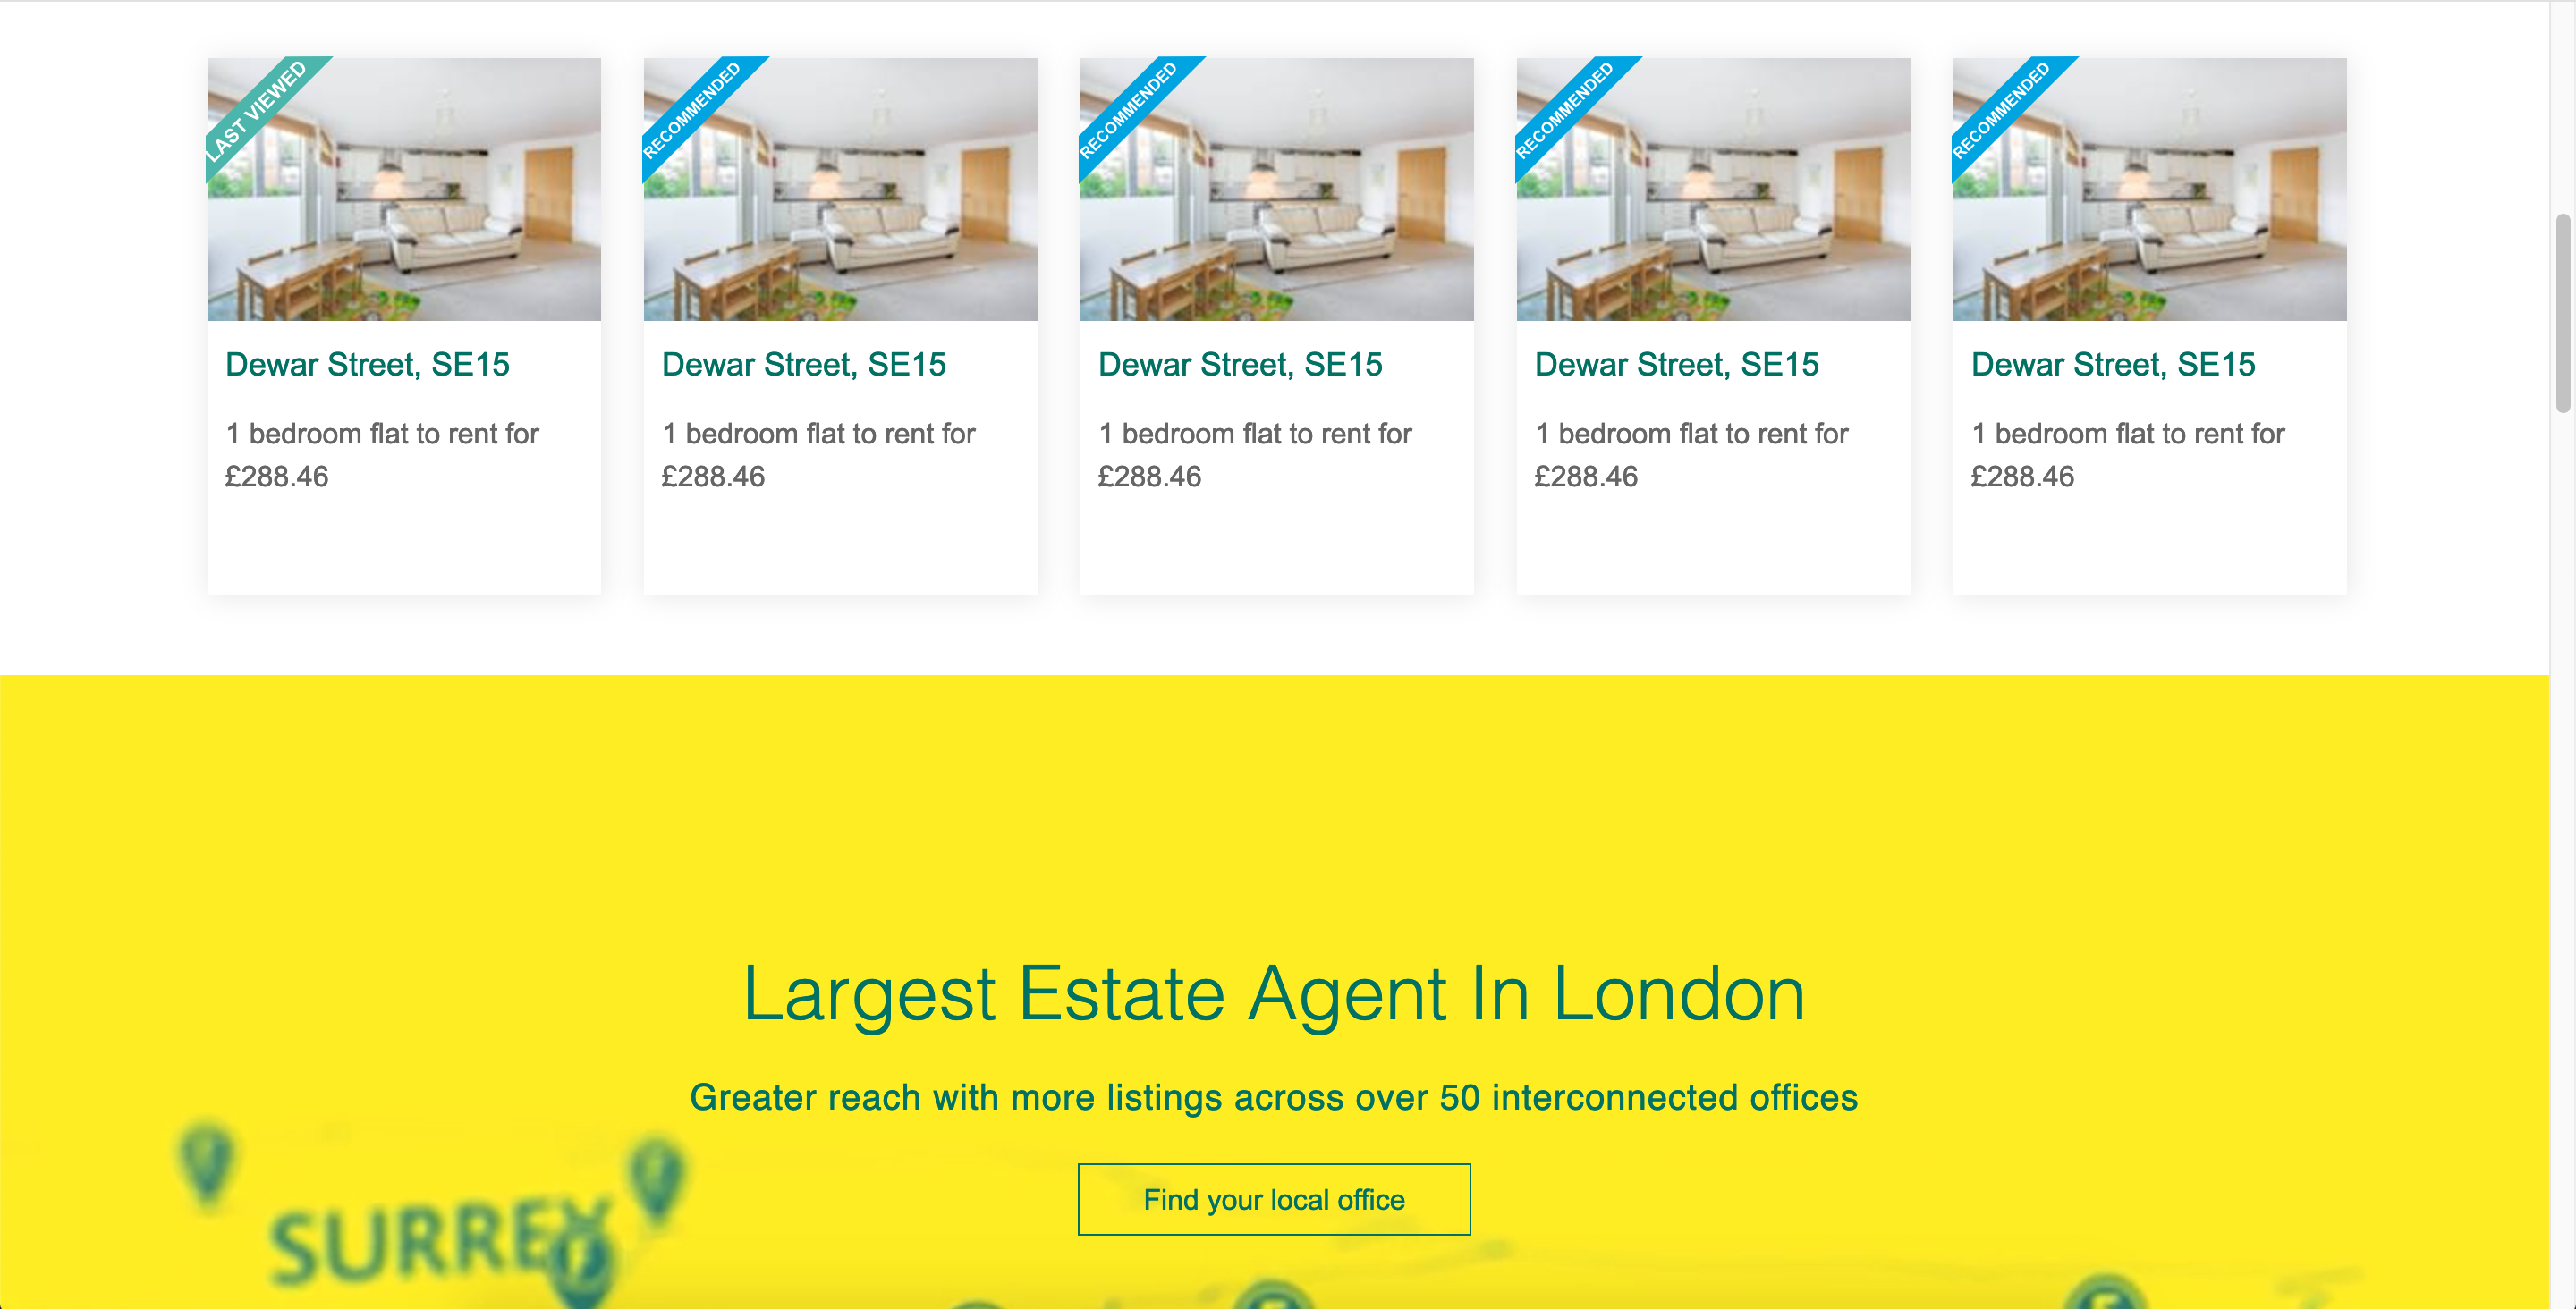 LAST VIEWED
RECOMMENDED
RECOMMENDED
RECOMMENDED
RECOMMENDED
Dewar Street, SE15
1 bedroom flat to rent for
£288.46
Dewar Street, SE15
1 bedroom flat to rent for
£288.46
Dewar Street, SE15
1 bedroom flat to rent for
£288.46
Dewar Street, SE15
1 bedroom flat to rent for
£288.46
Dewar Street, SE15
1 bedroom flat to rent for
£288.46
Largest Estate Agent In London
Greater reach with more listings across over 50 interconnected offices
Find your local office
SURREY